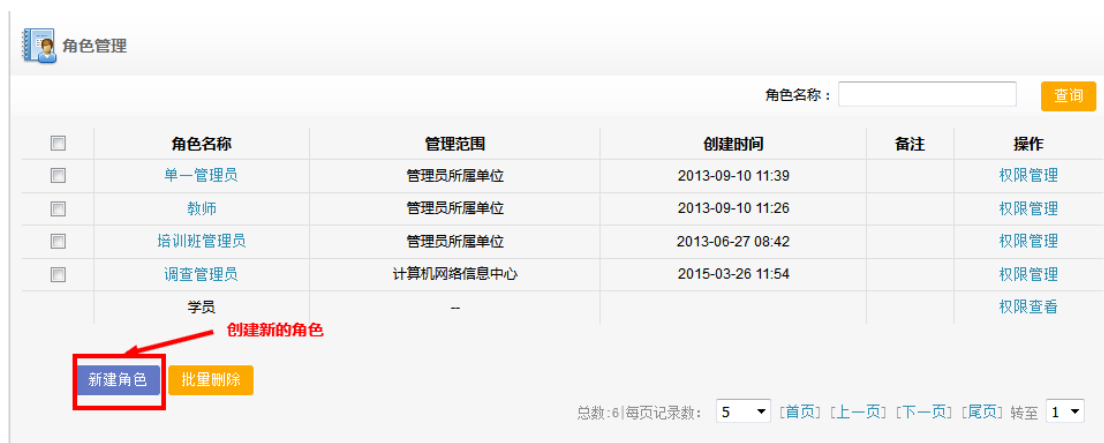 角色管理
角色名称： 查询
角色名称 管理范围 创建时间 备注 操作
单一管理员 管理员所属单位 2013-09-10 11:39 权限管理
教师 管理员所属单位 2013-09-10 11:26 权限管理
培训班管理员 管理员所属单位 2013-06-27 08:42 权限管理
调查管理员 计算机网络信息中心 2015-03-26 11:54 权限管理
学员 -- 权限查看
创建新的角色
新建角色 批量删除
总数:6|每页记录数： 5 [首页] [上一页] [下一页] [尾页] 转至 1